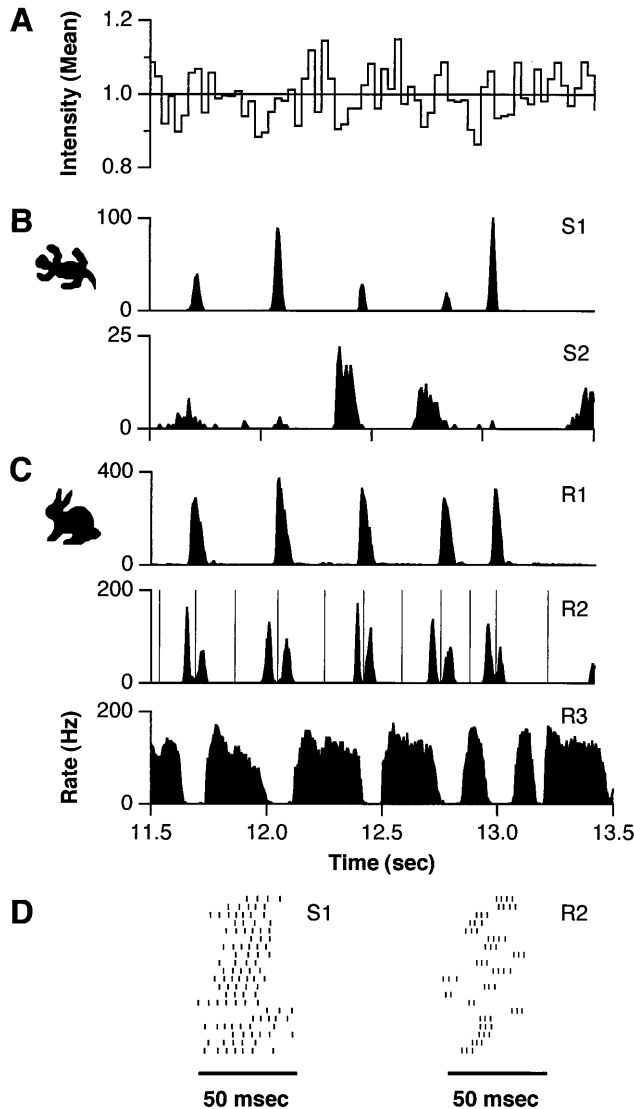 A
Intensity (Mean)
1.2
1.0
0.8
B
100
0
S1
25
0
S2
C
400
0
R1
200
0
R2
Rate (Hz)
200
0
R3
11.5 12.0 12.5 13.0 13.5
Time (sec)
D
S1 R2
50 msec 50 msec